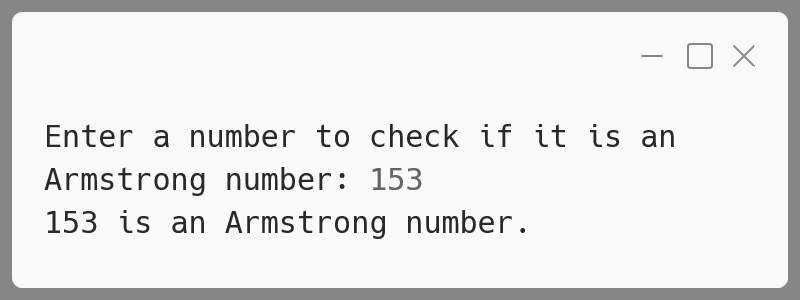 Enter a number to check if it is an
Armstrong number: 153
153 is an Armstrong number.